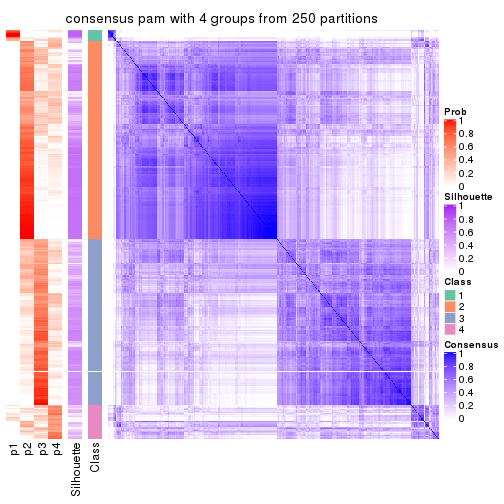 consensus pam with 4 groups from 250 partitions
Prob
1
0.8
0.6
0.4
0.2
0
Silhouette
1
0.8
0.6
0.4
0.2
0
Class
1
2
3
4
Consensus
1
0.8
0.6
0.4
0.2
0
p1
p2
p3
p4
Silhouette
Class